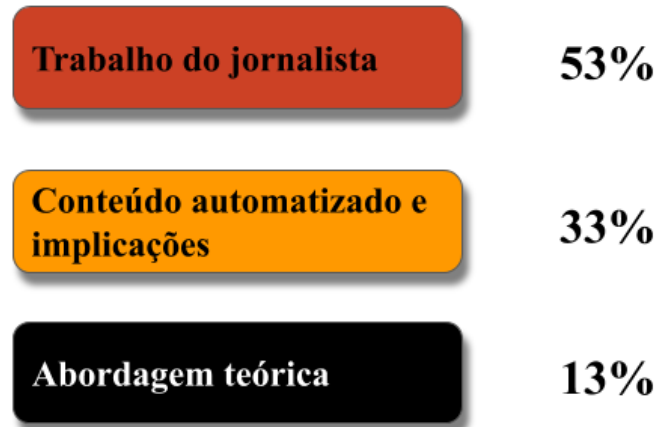 Trabalho do jornalista 53%
Conteúdo automatizado e
implicações 33%
Abordagem teórica 13%